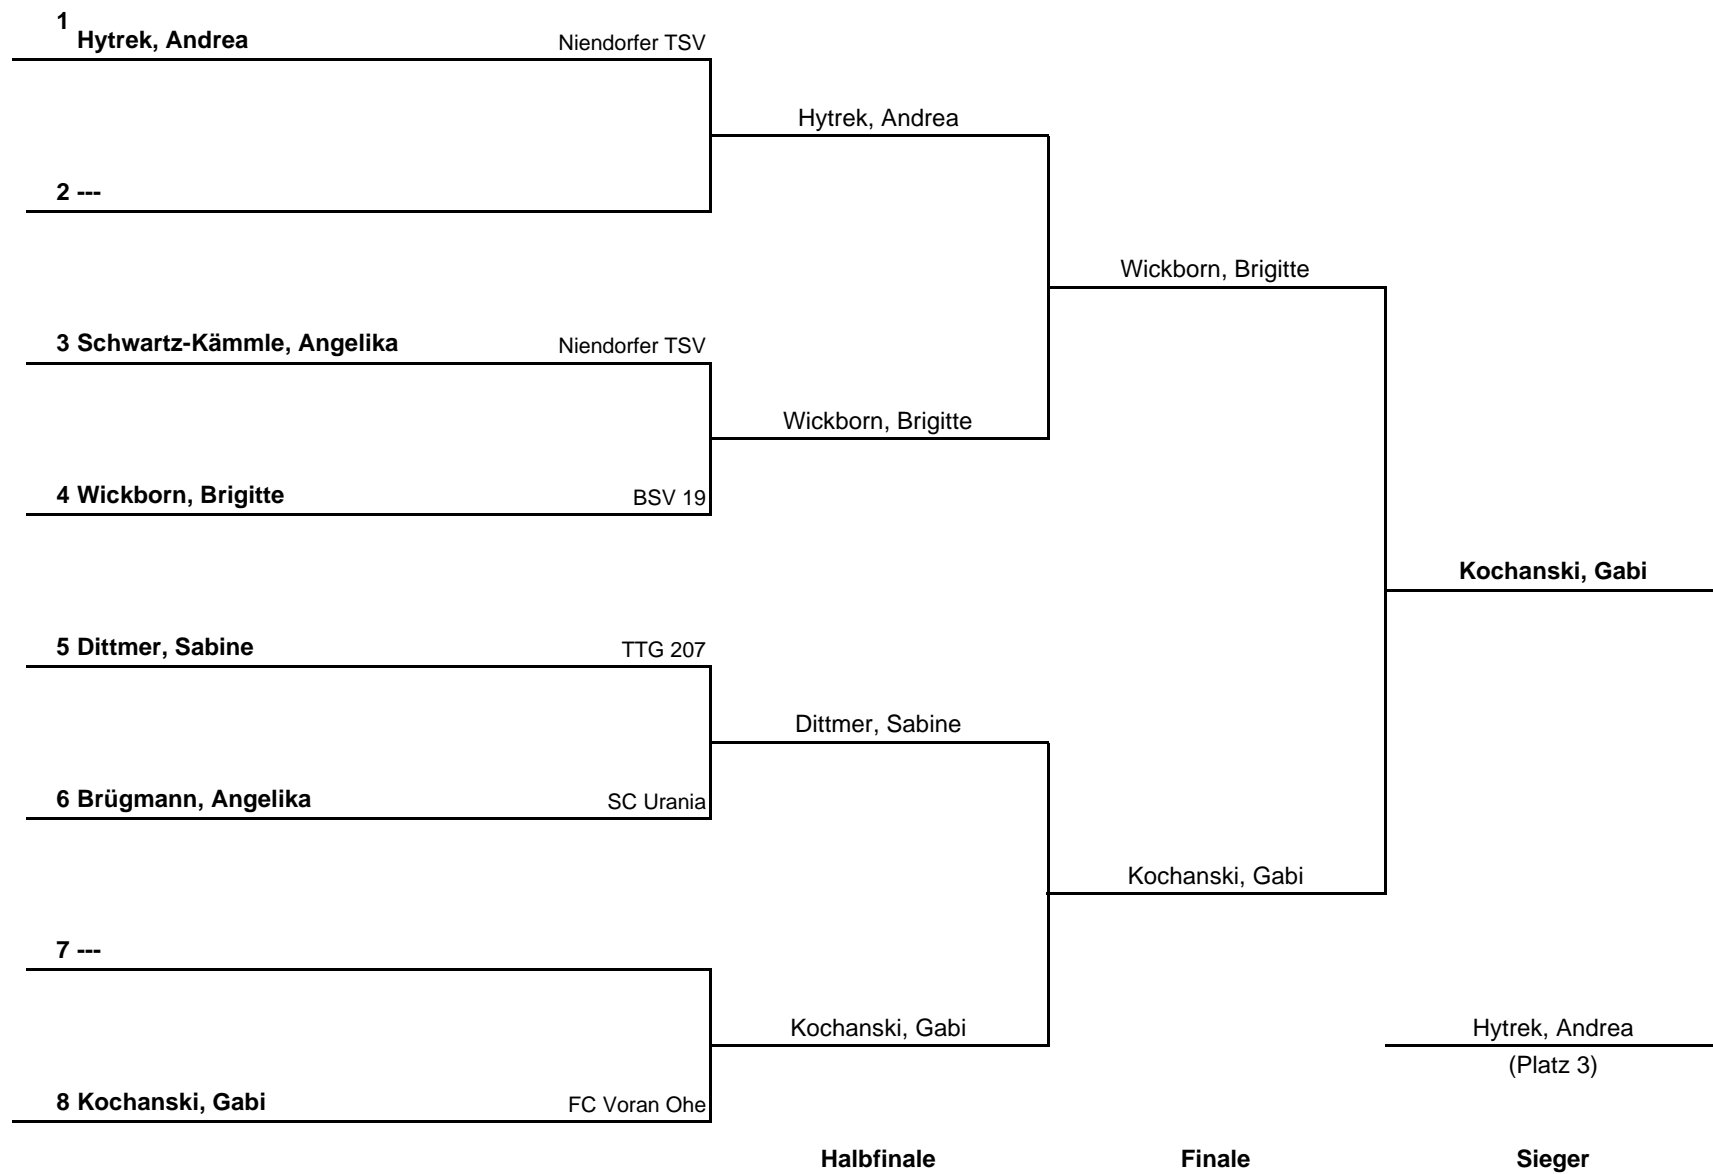 1
Hytrek, Andrea Niendorfer TSV
Hytrek, Andrea
2 ---
Wickborn, Brigitte
3 Schwartz-Kämmle, Angelika Niendorfer TSV
Wickborn, Brigitte
4 Wickborn, Brigitte BSV 19
Kochanski, Gabi
5 Dittmer, Sabine TTG 207
Dittmer, Sabine
6 Brügmann, Angelika SC Urania
Kochanski, Gabi
7 ---
Kochanski, Gabi
Hytrek, Andrea
(Platz 3)
8 Kochanski, Gabi FC Voran Ohe
Halbfinale Finale Sieger